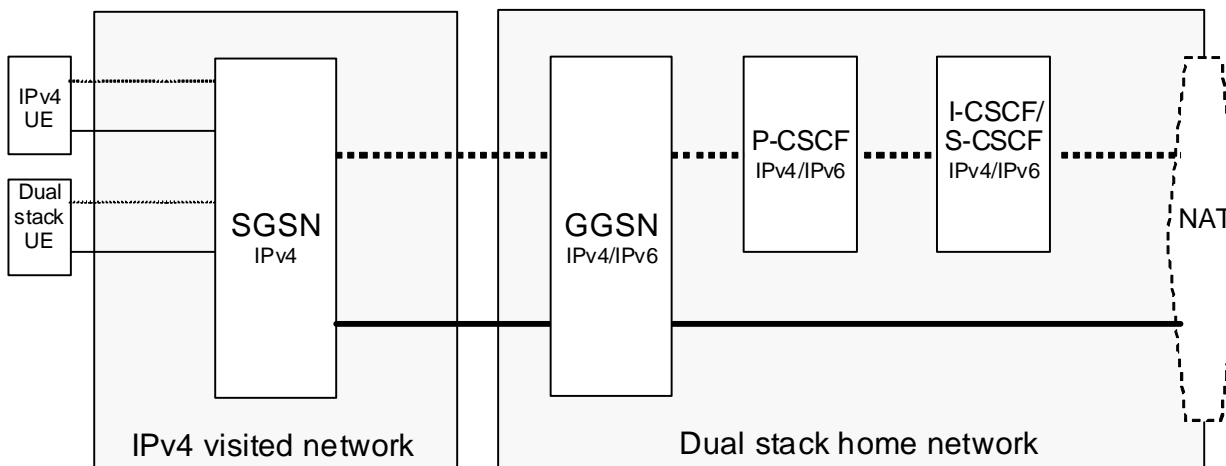 IPv4
UE
Dual
stack
UE
SGSN
IPv4
GGSN
IPv4/IPv6
P-CSCF
IPv4/IPv6
I-CSCF/
S-CSCF
IPv4/IPv6
NAT
IPv4 visited network
Dual stack home network